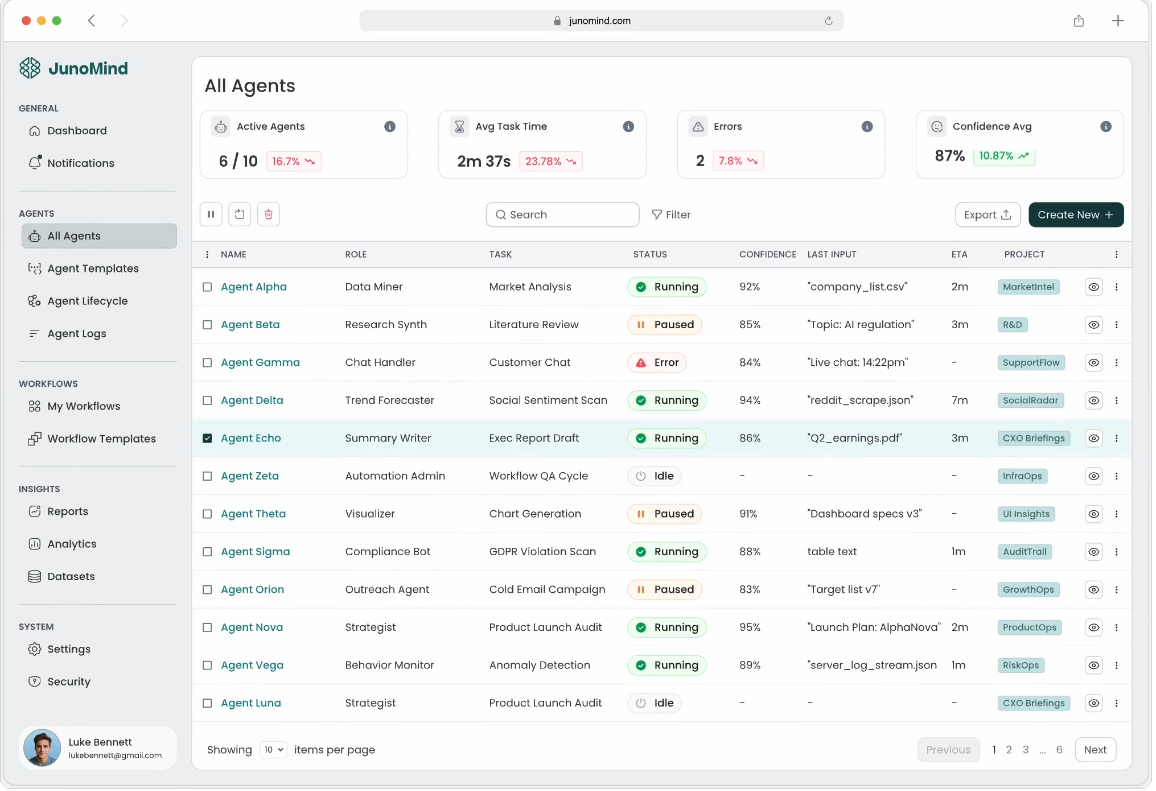 junomind.com
JunoMind
GENERAL
Dashboard
Notifications
AGENTS
All Agents
Agent Templates
Agent Lifecycle
Agent Logs
WORKFLOWS
My Workflows
Workflow Templates
INSIGHTS
Reports
Analytics
Datasets
SYSTEM
Settings
Security
Luke Bennett
lukebennett@gmail.com
All Agents
Active Agents
6 / 10 16.7%
Avg Task Time
2m 37s 23.78%
Errors
2 7.8%
Confidence Avg
87% 10.87%
Search Filter Export Create New +
NAME ROLE TASK STATUS CONFIDENCE LAST INPUT ETA PROJECT
Agent Alpha Data Miner Market Analysis Running 92% "company_list.csv" 2m MarketIntel
Agent Beta Research Synth Literature Review Paused 85% "Topic: AI regulation" 3m R&D
Agent Gamma Chat Handler Customer Chat Error 84% "Live chat: 14:22pm" - SupportFlow
Agent Delta Trend Forecaster Social Sentiment Scan Running 94% "reddit_scrape.json" 7m SocialRadar
Agent Echo Summary Writer Exec Report Draft Running 86% "Q2_earnings.pdf" 3m CXO Briefings
Agent Zeta Automation Admin Workflow QA Cycle Idle - - - InfraOps
Agent Theta Visualizer Chart Generation Paused 91% "Dashboard specs v3" - UI Insights
Agent Sigma Compliance Bot GDPR Violation Scan Running 88% table text 1m AuditTrail
Agent Orion Outreach Agent Cold Email Campaign Paused 83% "Target list v7" - GrowthOps
Agent Nova Strategist Product Launch Audit Running 95% "Launch Plan: AlphaNova" 2m ProductOps
Agent Vega Behavior Monitor Anomaly Detection Running 89% "server_log_stream.json 1m RiskOps
Agent Luna Strategist Product Launch Audit Idle - - - CXO Briefings
Showing 10 items per page
Previous 1 2 3 ... 6 Next